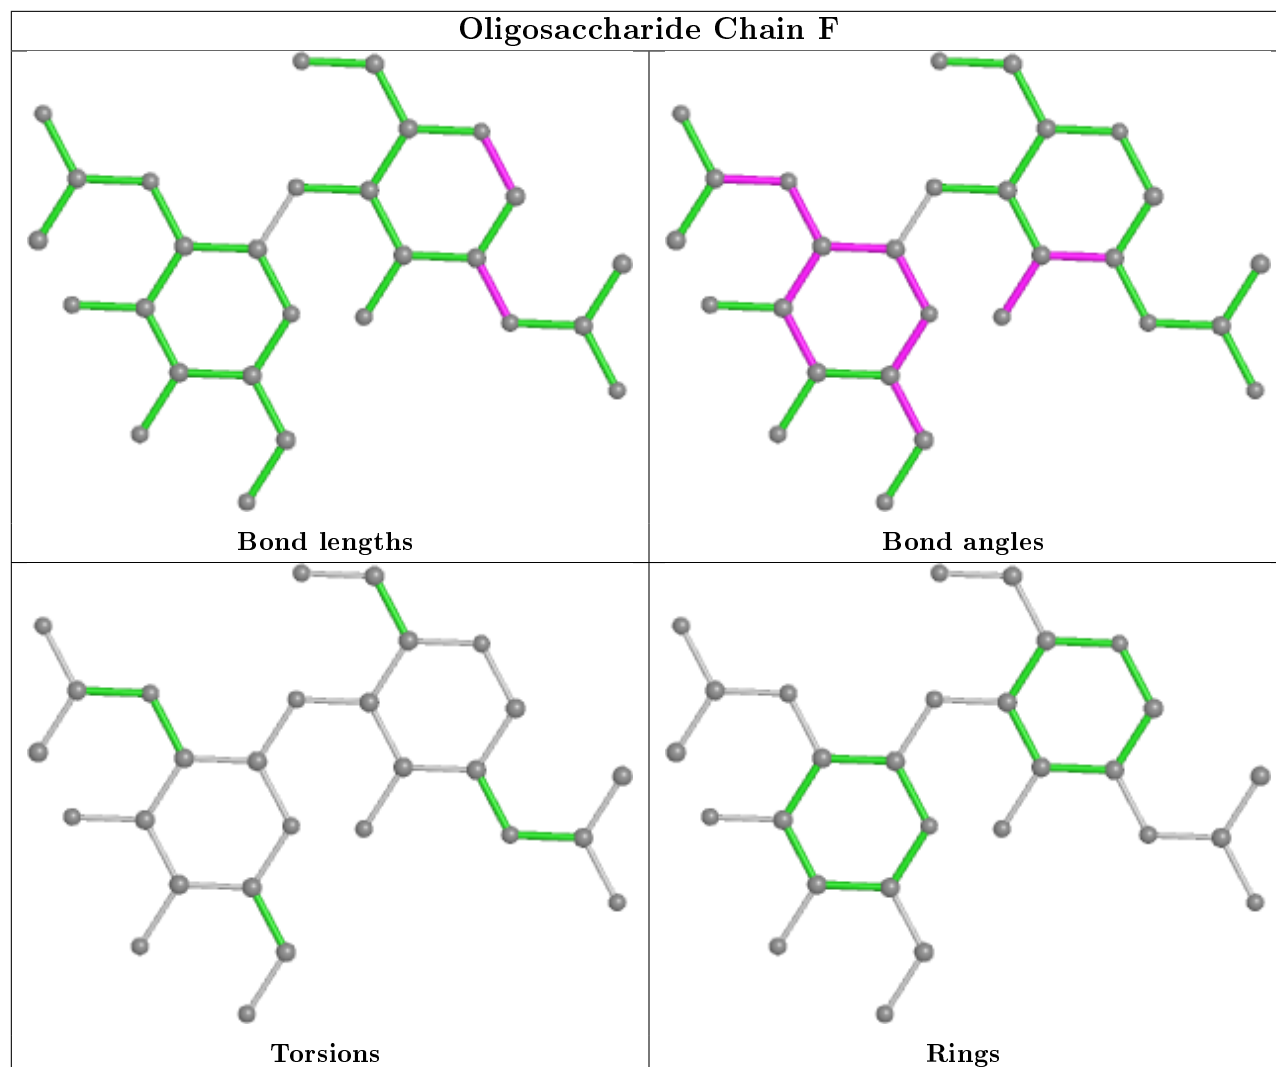 Oligosaccharide Chain F
Bond lengths
Bond angles
Torsions
Rings